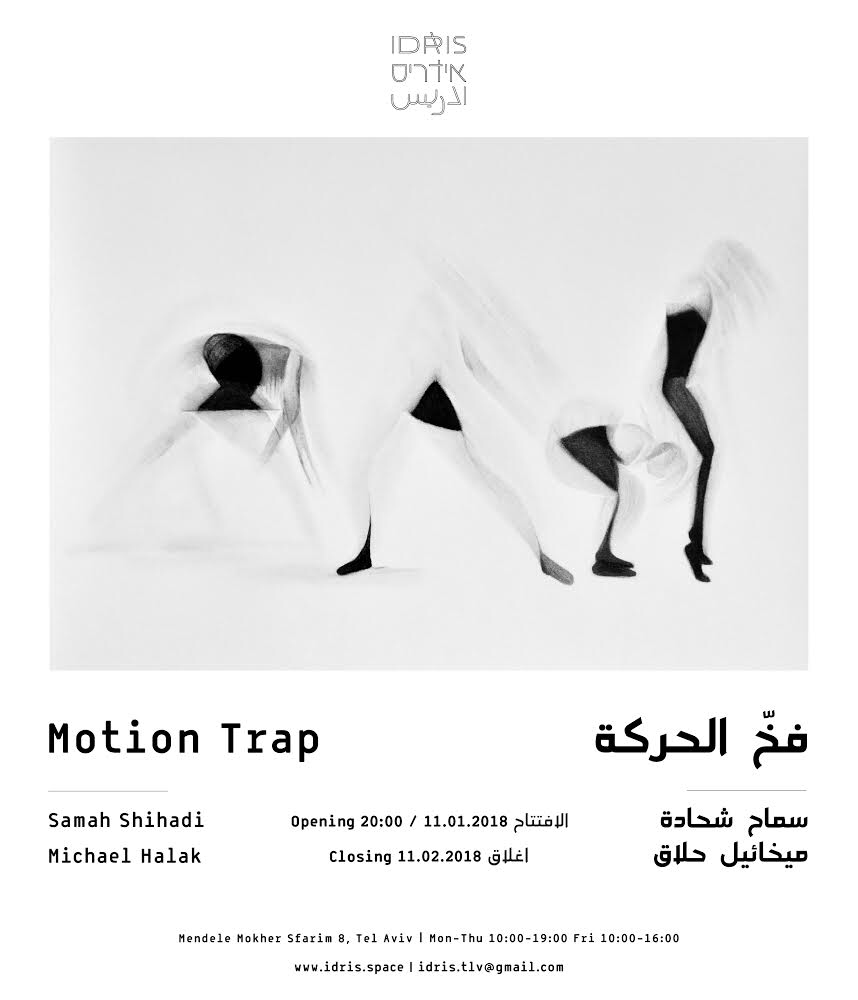 IDRIS
אידריס
ادريس
Motion Trap
فخّ الحركة
Samah Shihadi
Opening 20:00 / 11.01.2018 الافتتاح
سماح شحادة
Michael Halak
Closing 11.02.2018 اغلاق
ميخائيل حلاق
Mendele Mokher Sfarim 8, Tel Aviv | Mon-Thu 10:00-19:00 Fri 10:00-16:00
www.idris.space | idris.tlv@gmail.com